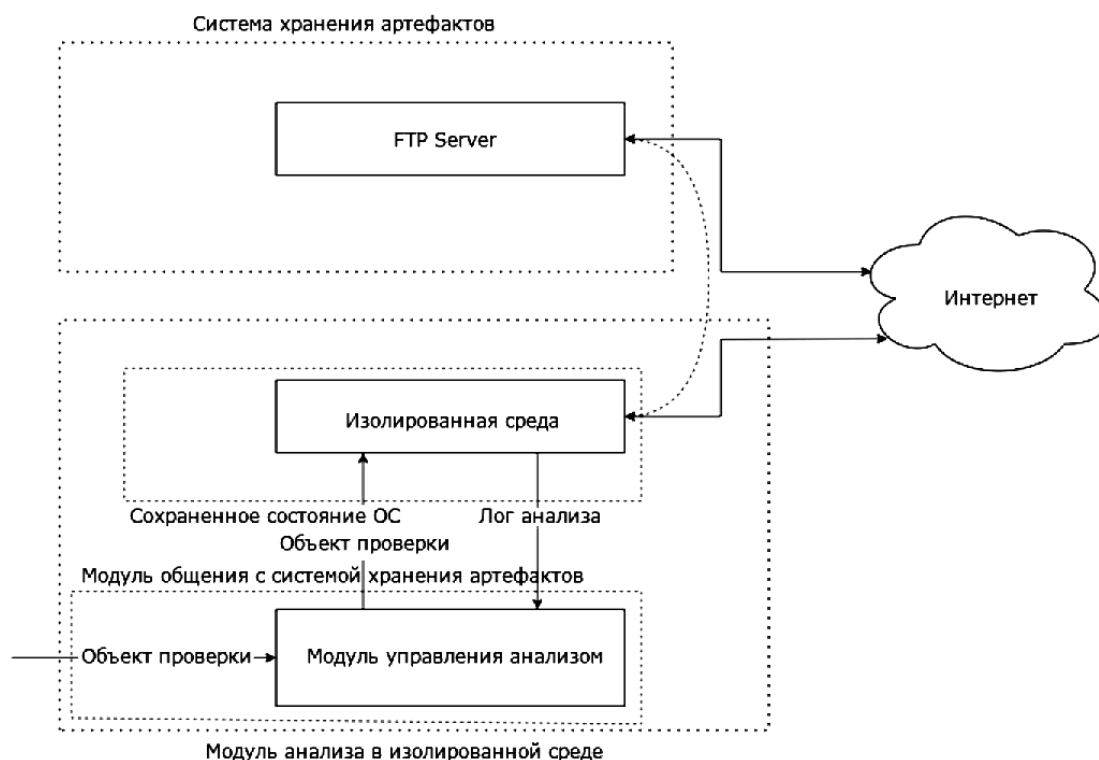 Система хранения артефактов
FTP Server
Интернет
Изолированная среда
Сохраненное состояние ОС
Лог анализа
Объект проверки
Модуль общения с системой хранения артефактов
Объект проверки
Модуль управления анализом
Модуль анализа в изолированной среде